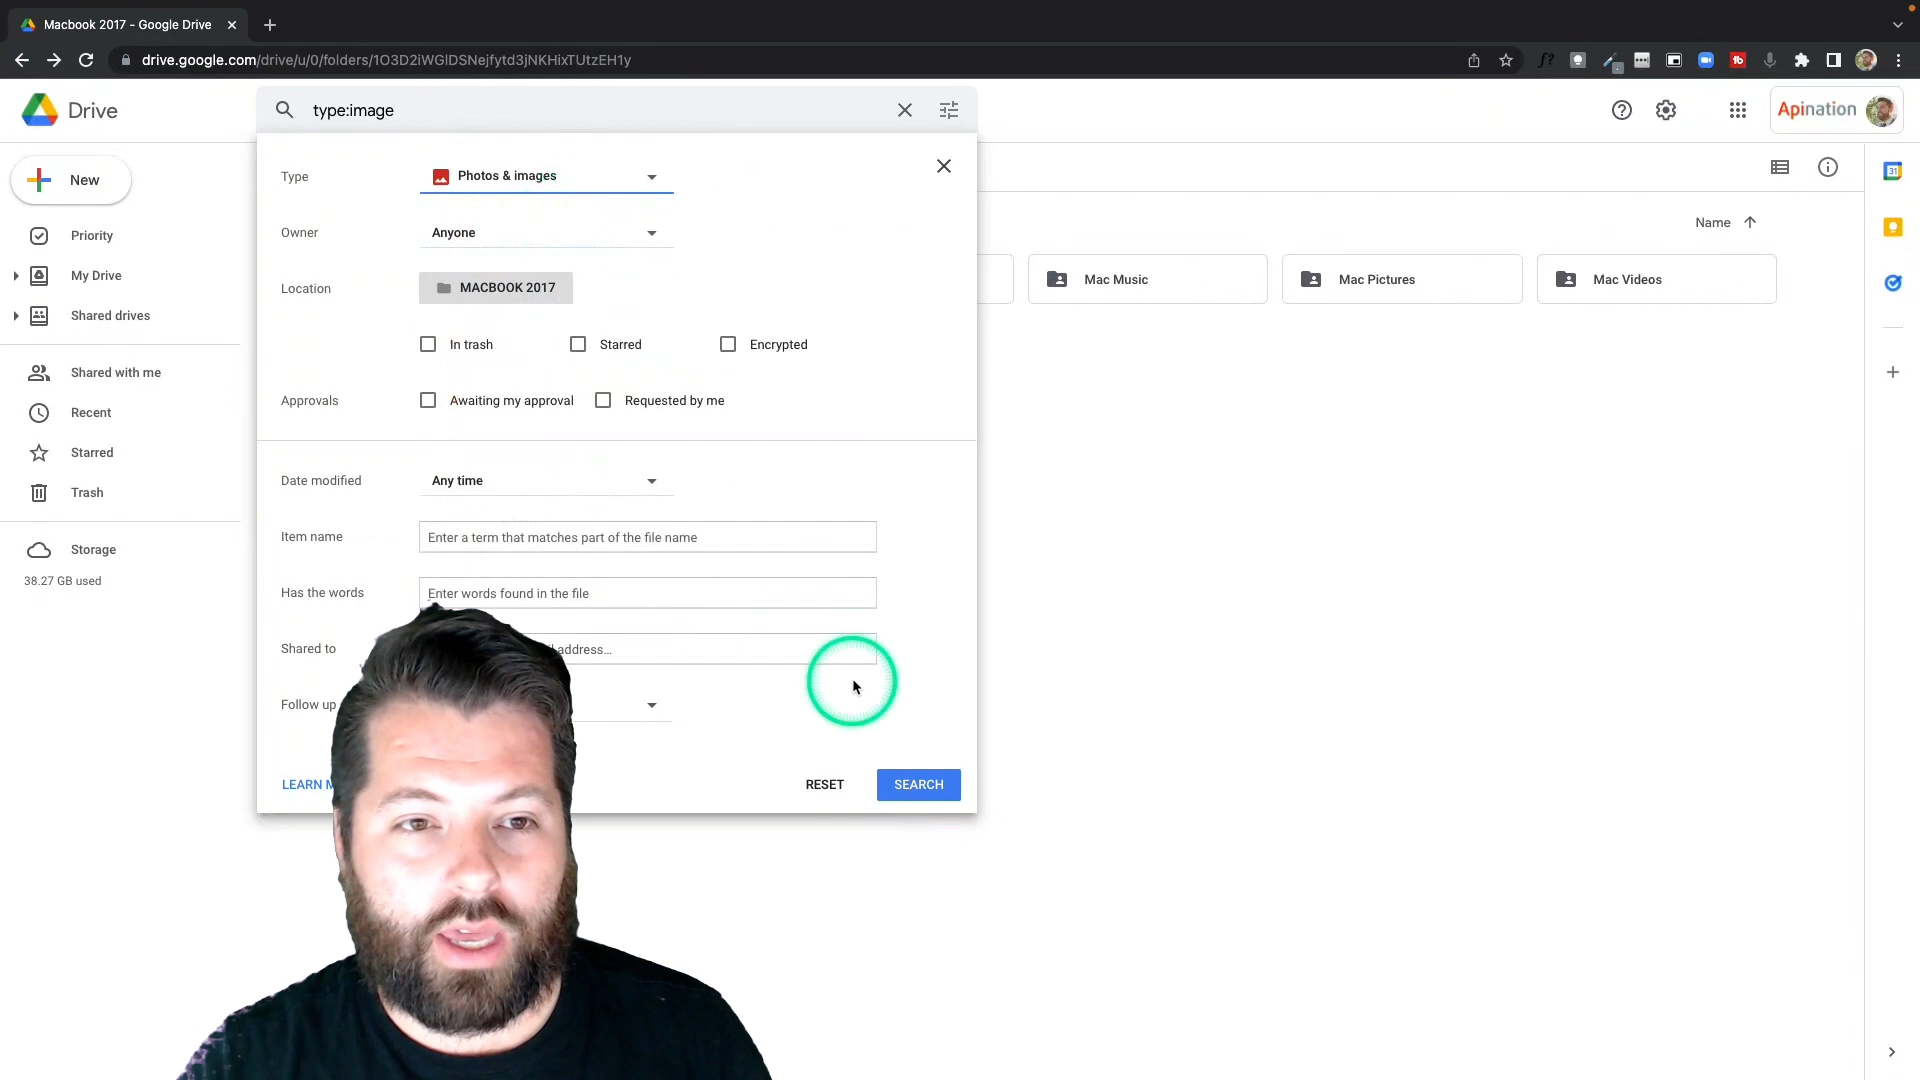 Macbook 2017 - Google Drive
drive.google.com/drive/u/0/folders/1O3D2iWGlDSNejfytd3jNKHixTUtzEH1y
Drive
type:image
Apination
New
Priority
My Drive
Shared drives
Shared with me
Recent
Starred
Trash
Storage
38.27 GB used
Type
Photos & images
Owner
Anyone
Location
MACBOOK 2017
In trash
Starred
Encrypted
Approvals
Awaiting my approval
Requested by me
Date modified
Any time
Item name
Enter a term that matches part of the file name
Has the words
Enter words found in the file
Shared to
address...
Follow up
LEARN
RESET
SEARCH
Name
Mac Music
Mac Pictures
Mac Videos
31